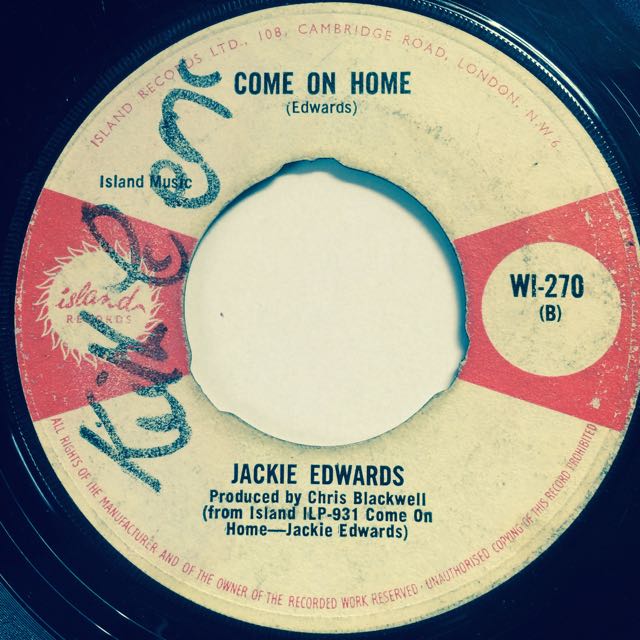 ISLAND RECORDS LTD., 108, CAMBRIDGE ROAD, LONDON, N.W.6.
COME ON HOME
(Edwards)
Island Music
island
RECORDS
WI-270
(B)
JACKIE EDWARDS
Produced by Chris Blackwell
(from Island ILP-931 Come On
Home—Jackie Edwards)
ALL RIGHTS OF THE MANUFACTURER AND OF THE OWNER OF THE RECORDED WORK RESERVED · UNAUTHORISED COPYING OF THIS RECORD PROHIBITED